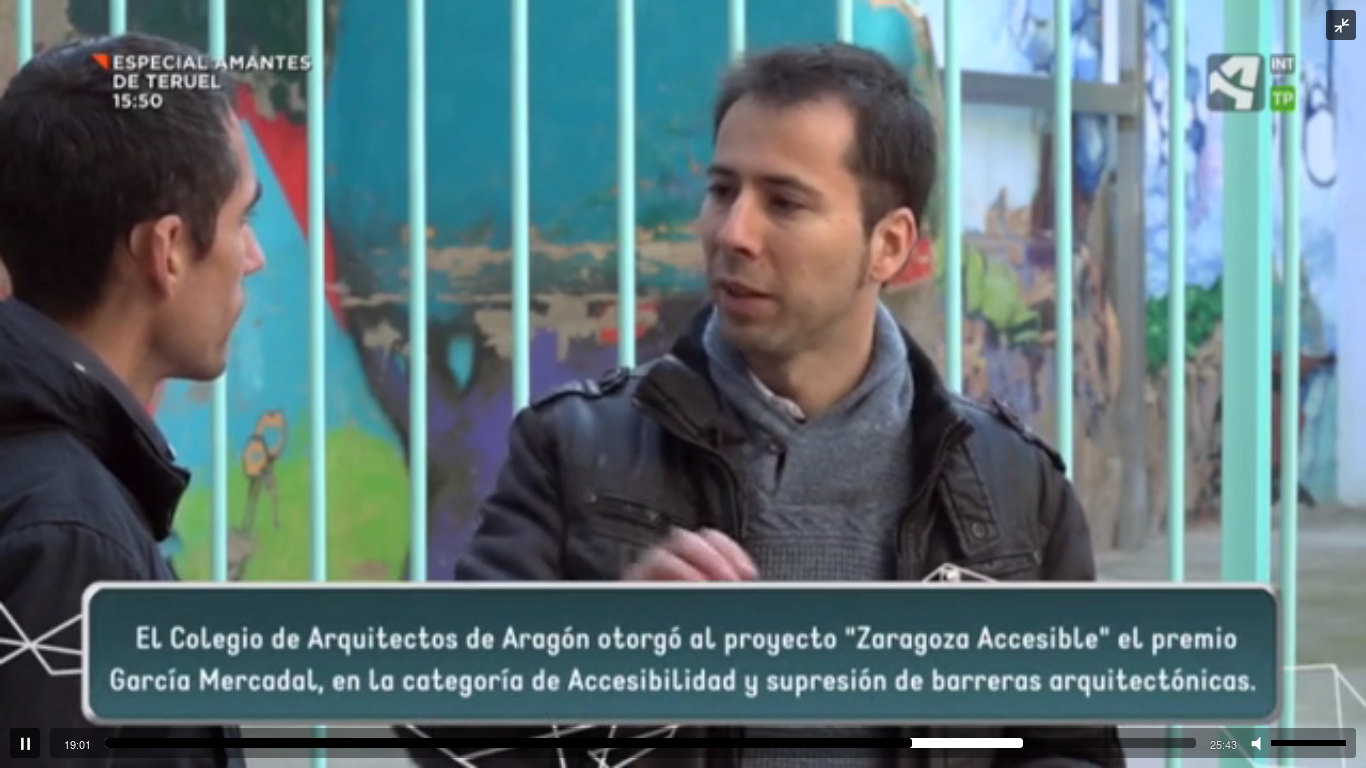 ESPECIAL AMANTES
DE TERUEL
15:50
INT
TP
El Colegio de Arquitectos de Aragón otorgó al proyecto "Zaragoza Accesible" el premio
García Mercadal, en la categoría de Accesibilidad y supresión de barreras arquitectónicas.
19:01
25:43